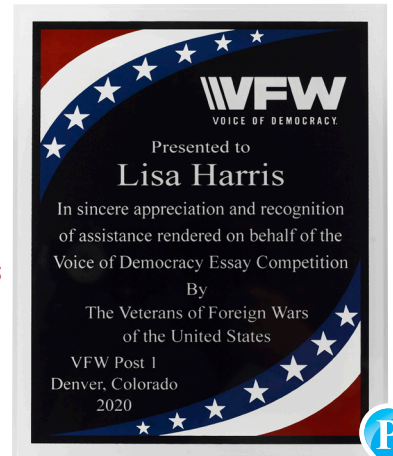 VFW
VOICE OF DEMOCRACY.
Presented to
Lisa Harris
In sincere appreciation and recognition
of assistance rendered on behalf of the
Voice of Democracy Essay Competition
By
The Veterans of Foreign Wars
of the United States
VFW Post 1
Denver, Colorado
2020